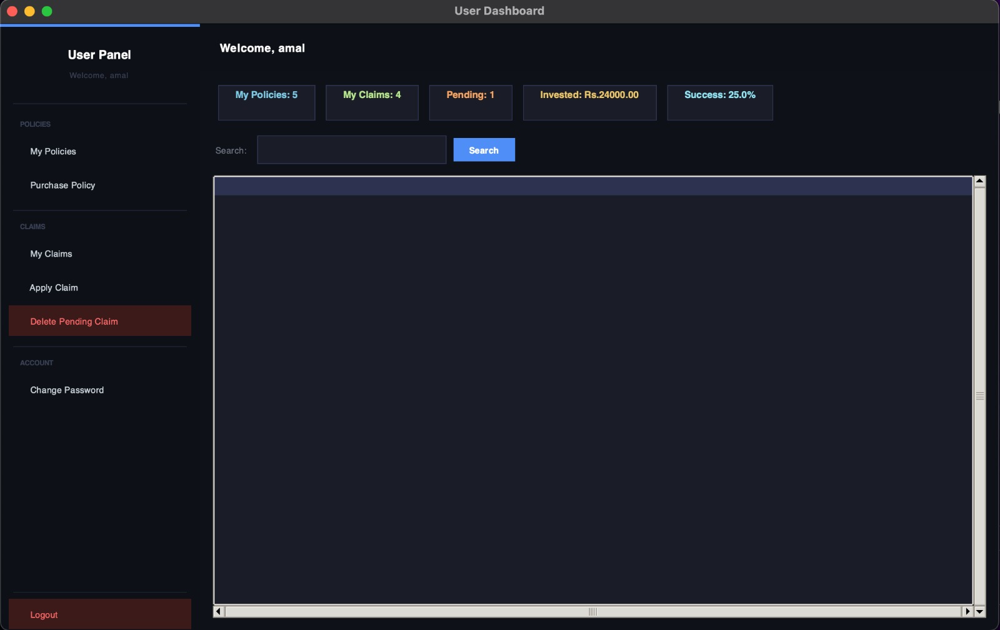 User Dashboard
User Panel
Welcome, amal
POLICIES
My Policies
Purchase Policy
CLAIMS
My Claims
Apply Claim
Delete Pending Claim
ACCOUNT
Change Password
Logout
Welcome, amal
My Policies: 5
My Claims: 4
Pending: 1
Invested: Rs.24000.00
Success: 25.0%
Search:
Search